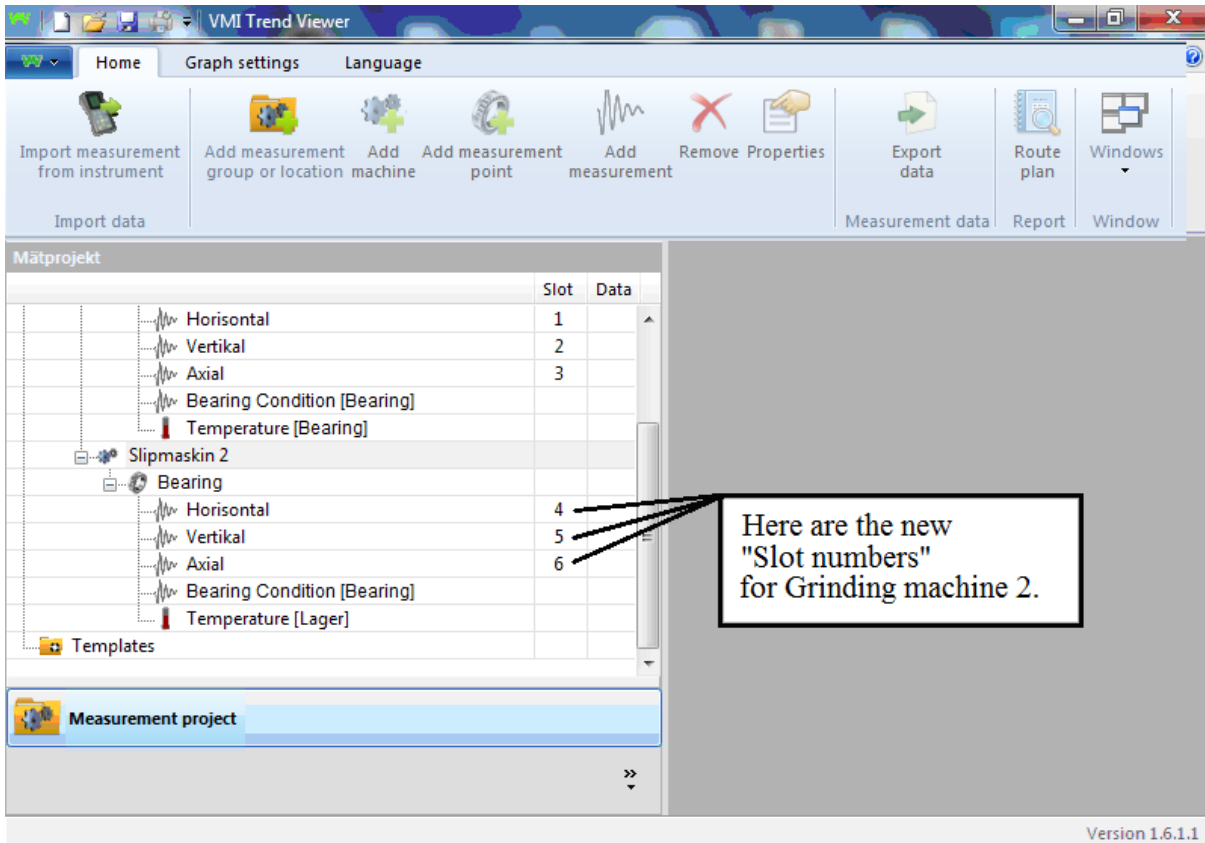 VMI Trend Viewer
Home Graph settings Language
Import measurement from instrument
Add measurement group or location
Add machine
Add measurement point
Add measurement
Remove
Properties
Export data
Route plan
Windows
Import data
Measurement data
Report
Window
Mätprojekt
Slot Data
Horisontal 1
Vertikal 2
Axial 3
Bearing Condition [Bearing]
Temperature [Bearing]
Slipmaskin 2
Bearing
Horisontal 4
Vertikal 5
Axial 6
Bearing Condition [Bearing]
Temperature [Lager]
Templates
Here are the new
"Slot numbers"
for Grinding machine 2.
Measurement project
Version 1.6.1.1